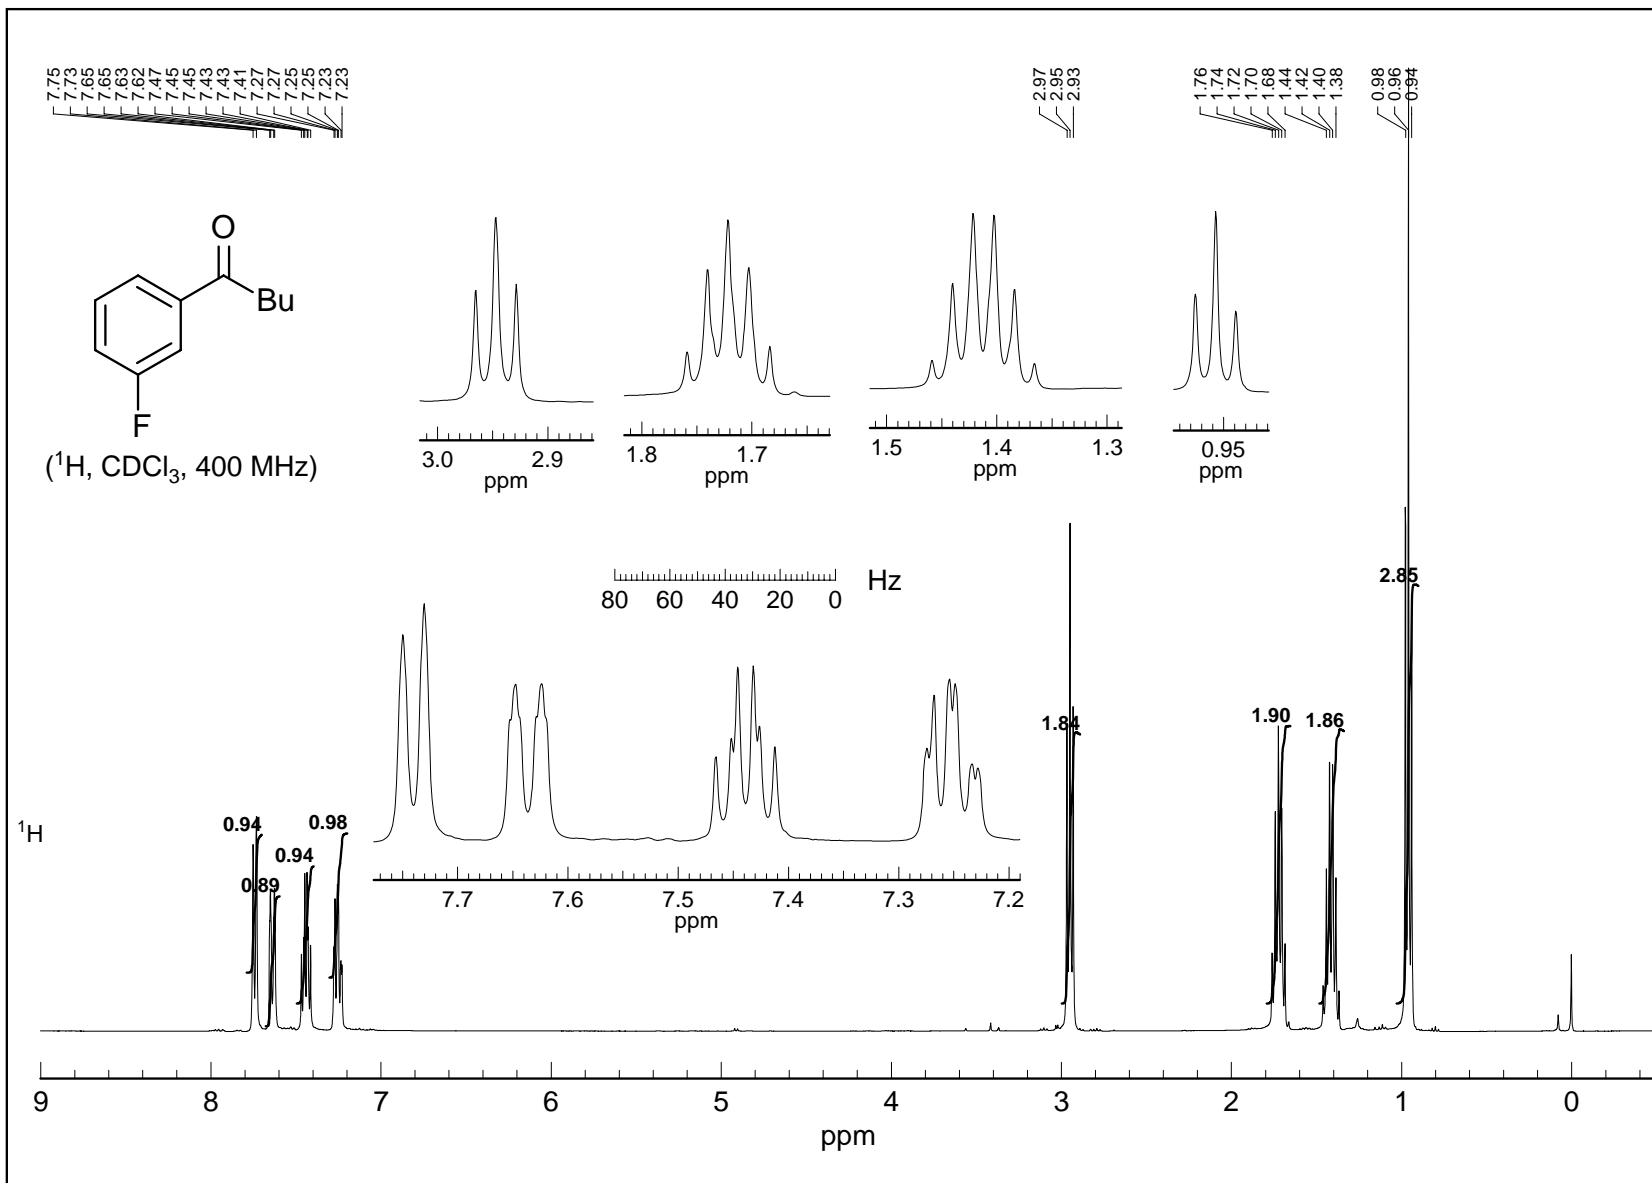 7.75 7.73 7.65 7.65 7.63 7.62 7.47 7.45 7.45 7.43 7.43 7.41 7.27 7.27 7.25 7.25 7.23 7.23
2.97 2.95 2.93
1.76 1.74 1.72 1.70 1.68 1.44 1.42 1.40 1.38
0.98 0.96 0.94
O
Bu
F
(¹H, CDCl₃, 400 MHz)
3.0 2.9
ppm
1.8 1.7
ppm
1.5 1.4 1.3
ppm
0.95
ppm
80 60 40 20 0 Hz
7.7 7.6 7.5 7.4 7.3 7.2
ppm
¹H
0.94
0.89
0.94
0.98
1.84
1.90
1.86
2.85
9 8 7 6 5 4 3 2 1 0
ppm